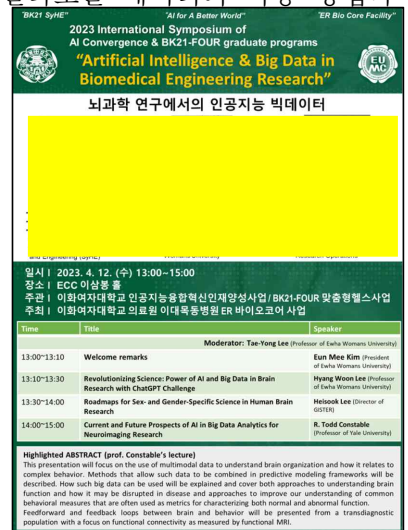 "BK21 SyHE"
"AI for A Better World"
"ER Bio Core Facility"
2023 International Symposium of
AI Convergence & BK21-FOUR graduate programs
"Artificial Intelligence & Big Data in
Biomedical Engineering Research"
EU
MC
뇌과학 연구에서의 인공지능 빅데이터
and Engineering (SyHE)
일시 I 2023. 4. 12. (수) 13:00~15:00
장소 I ECC 이삼봉 홀
주관 I 이화여자대학교 인공지능융합혁신인재양성사업/ BK21-FOUR 맞춤형헬스사업
주최 I 이화여자대학교 의료원 이대목동병원 ER 바이오코어 사업
Time Title Speaker
Moderator: Tae-Yong Lee (Professor of Ewha Womans University)
13:00~13:10 Welcome remarks Eun Mee Kim (President
of Ewha Womans University)
13:10~13:30 Revolutionizing Science: Power of AI and Big Data in Brain Hyang Woon Lee (Professor
Research with ChatGPT Challenge of Ewha Womans University)
13:30~14:00 Roadmaps for Sex- and Gender-Specific Science in Human Brain Heisook Lee (Director of
Research GISTER)
14:00~15:00 Current and Future Prospects of AI in Big Data Analytics for R. Todd Constable
Neuroimaging Research (Professor of Yale University)
Highlighted ABSTRACT (prof. Constable's lecture)
This presentation will focus on the use of multimodal data to understand brain organization and how it relates to
complex behavior. Methods that allow such data to be combined in predictive modeling frameworks will be
described. How such big data can be used will be explained and cover both approaches to understanding brain
function and how it may be disrupted in disease and approaches to improve our understanding of common
behavioral measures that are often used as metrics for characterizing both normal and abnormal function.
Feedforward and feedback loops between brain and behavior will be presented from a transdiagnostic
population with a focus on functional connectivity as measured by functional MRI.